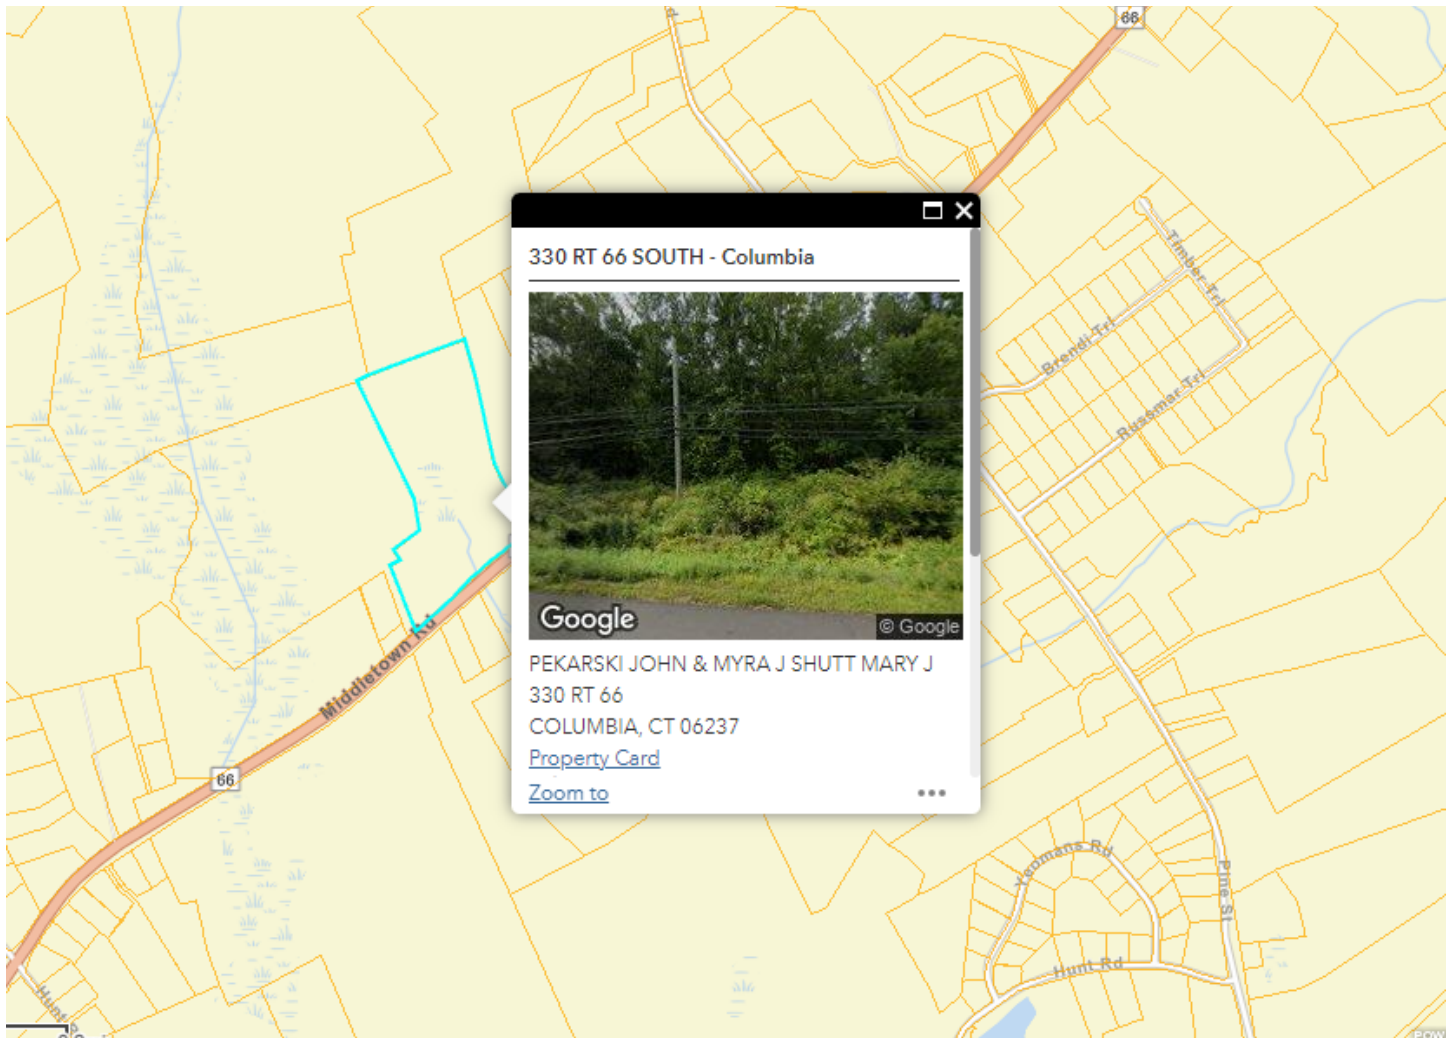 66
330 RT 66 SOUTH - Columbia
Timber Trl
Brendi Trl
Russmar Trl
Google
© Google
Middletown Rd
PEKARSKI JOHN & MYRA J SHUTT MARY J
330 RT 66
COLUMBIA, CT 06237
Property Card
Zoom to
66
Yeomans Rd
Pine St
Hunt Rd
Hunt Rd